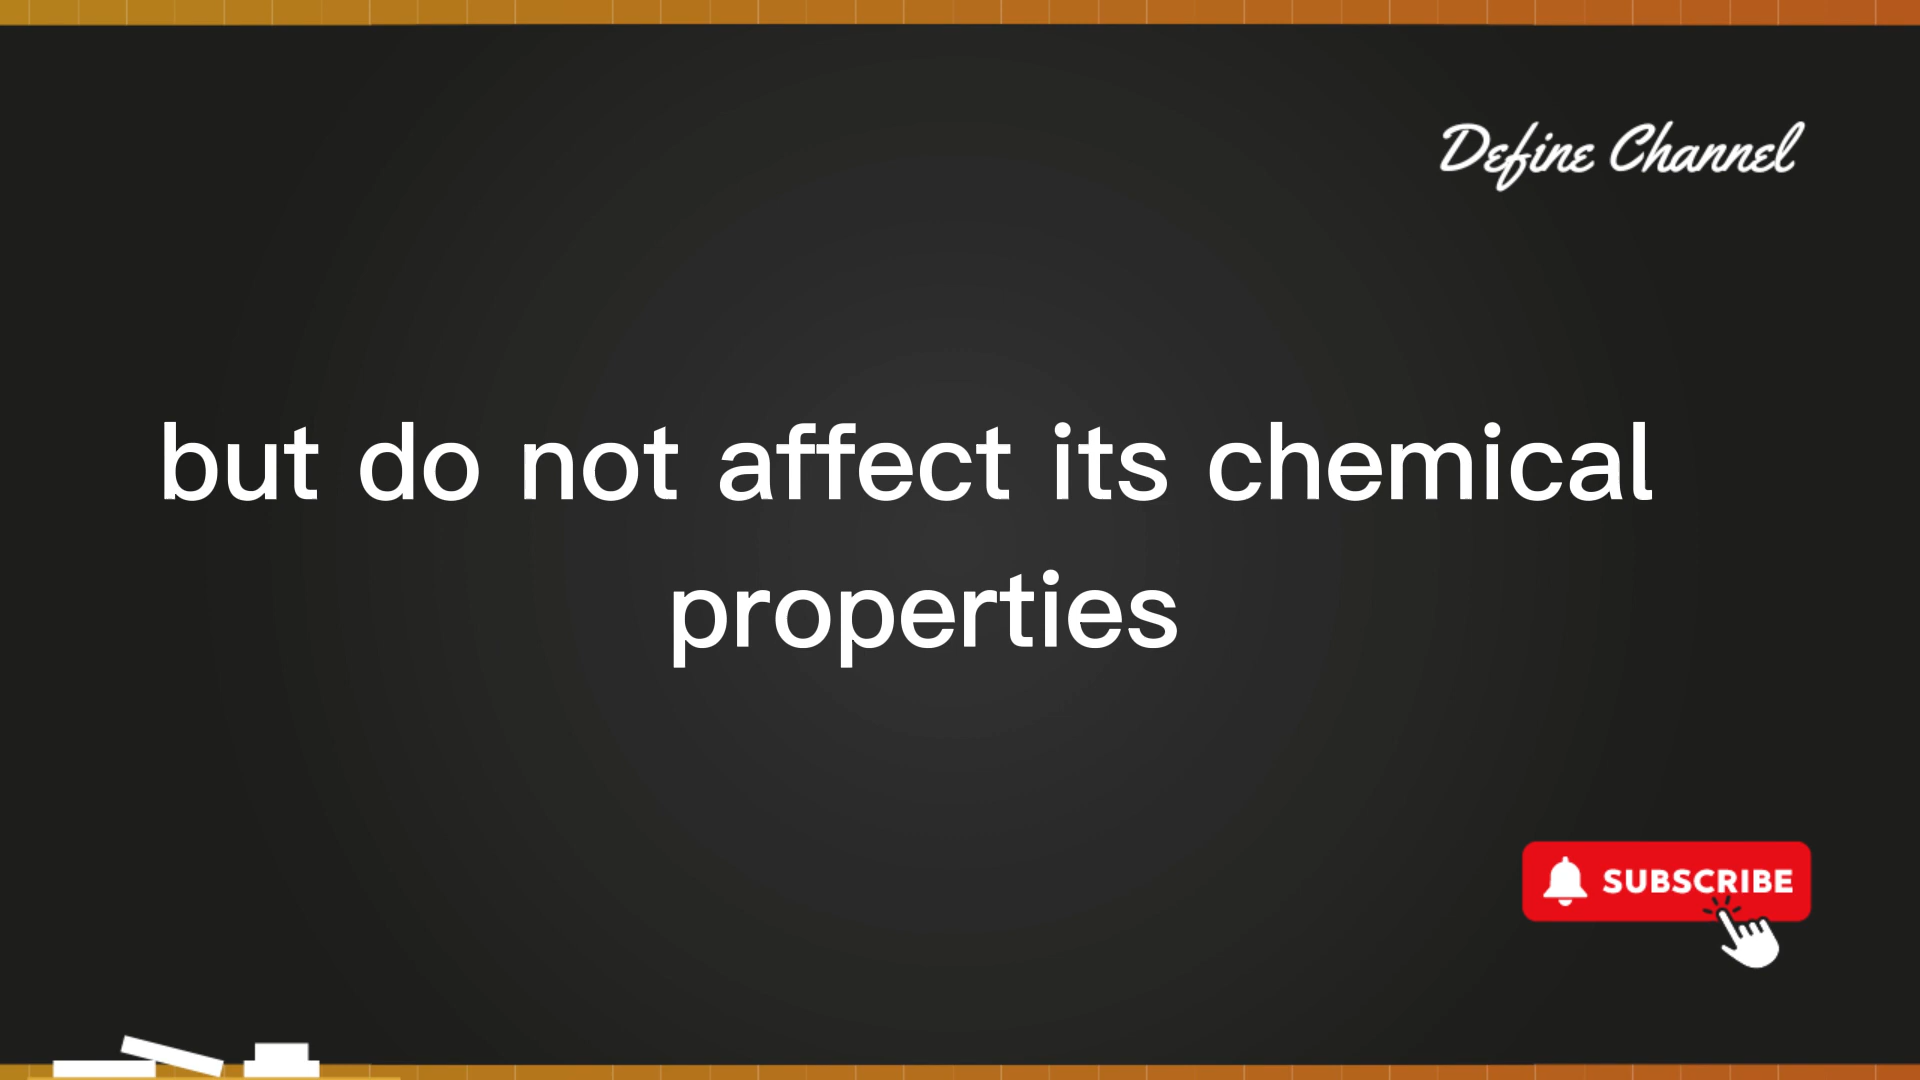 Define Channel
but do not affect its chemical
properties
SUBSCRIBE